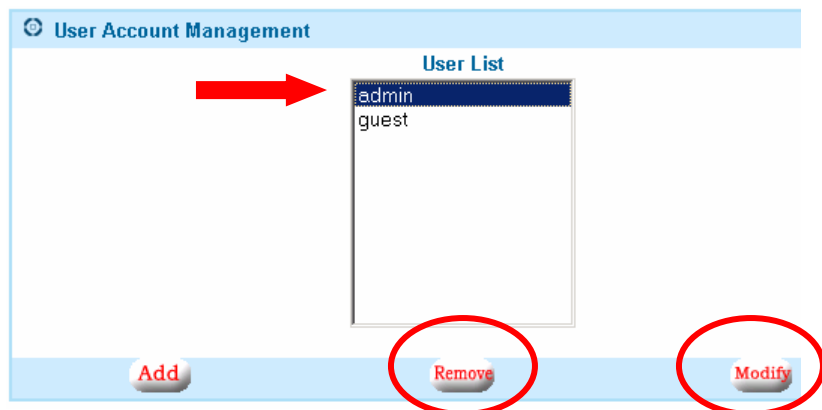 User Account Management
User List
admin
guest
Add
Remove
Modify